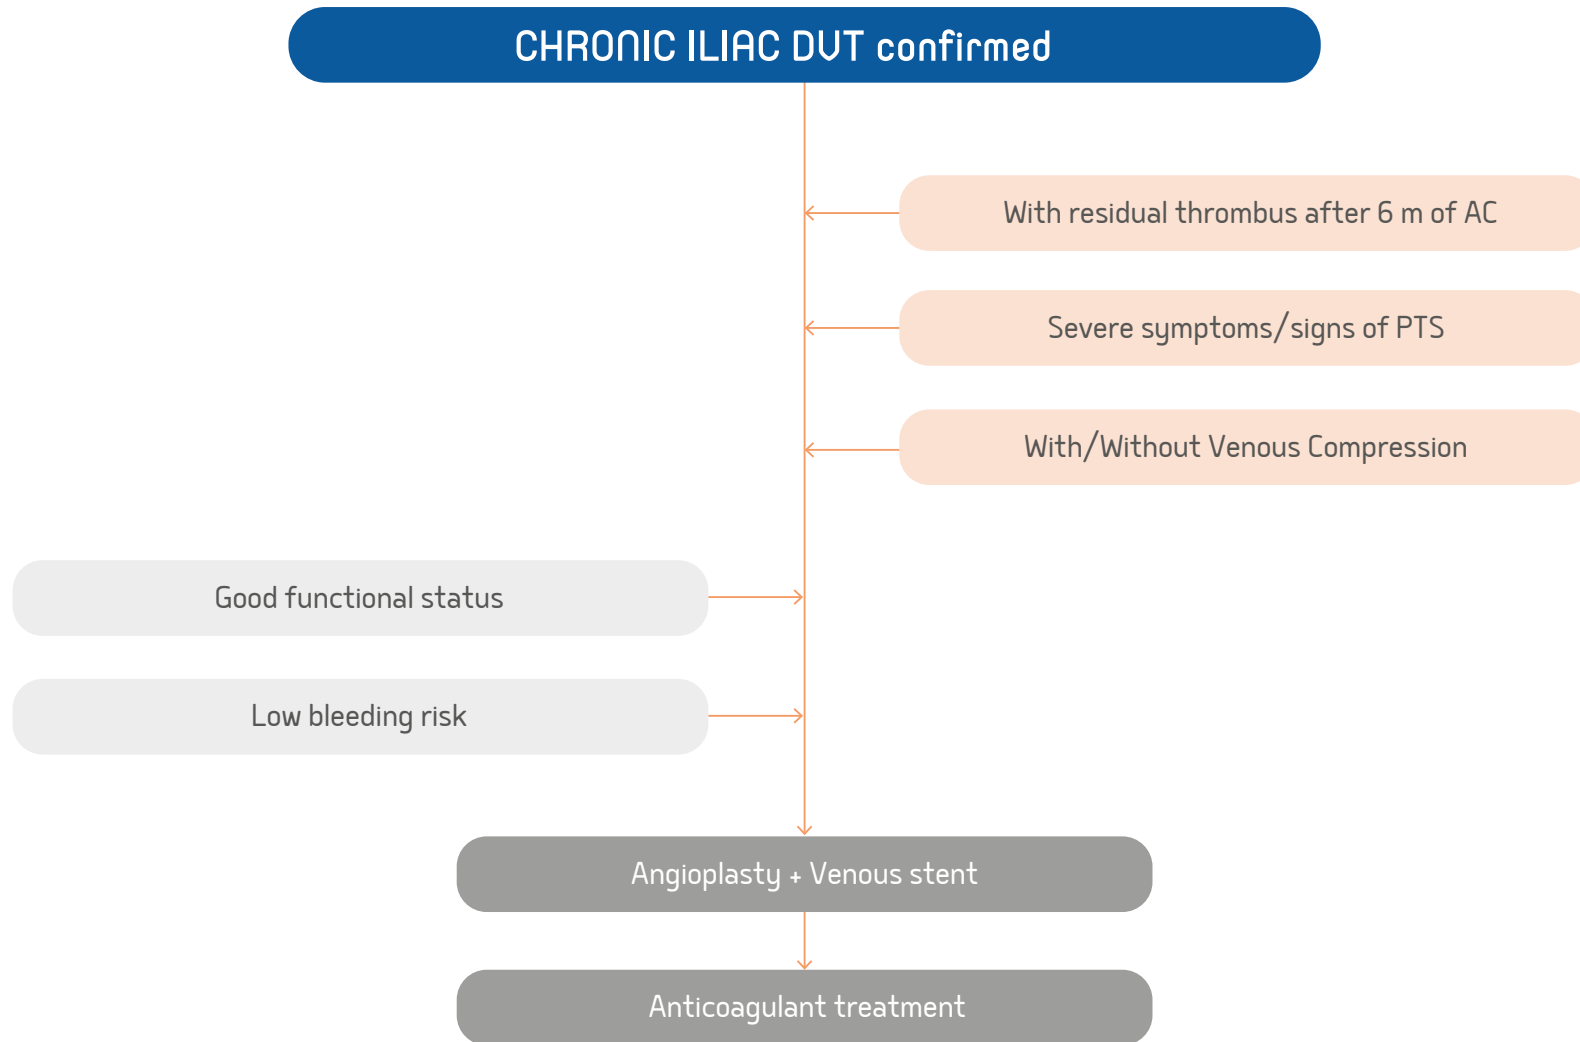 CHRONIC ILIAC DVT confirmed
With residual thrombus after 6 m of AC
Severe symptoms/signs of PTS
With/Without Venous Compression
Good functional status
Low bleeding risk
Angioplasty + Venous stent
Anticoagulant treatment